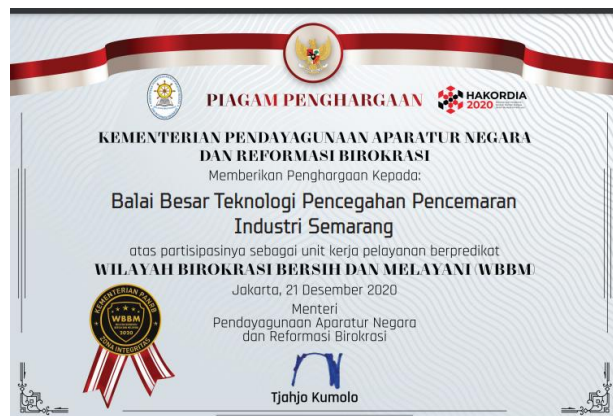 PIAGAM PENGHARGAAN
HAKORDIA
2020
KEMENTERIAN PENDAYAGUNAAN APARATUR NEGARA
DAN REFORMASI BIROKRASI
Memberikan Penghargaan Kepada:
Balai Besar Teknologi Pencegahan Pencemaran
Industri Semarang
atas partisipasinya sebagai unit kerja pelayanan berpredikat
WILAYAH BIROKRASI BERSIH DAN MELAYANI (WBBM)
Jakarta, 21 Desember 2020
Menteri
Pendayagunaan Aparatur Negara
dan Reformasi Birokrasi
KEMENTERIAN PANRB
WBBM
2020
ZONA INTEGRITAS
Tjahjo Kumolo